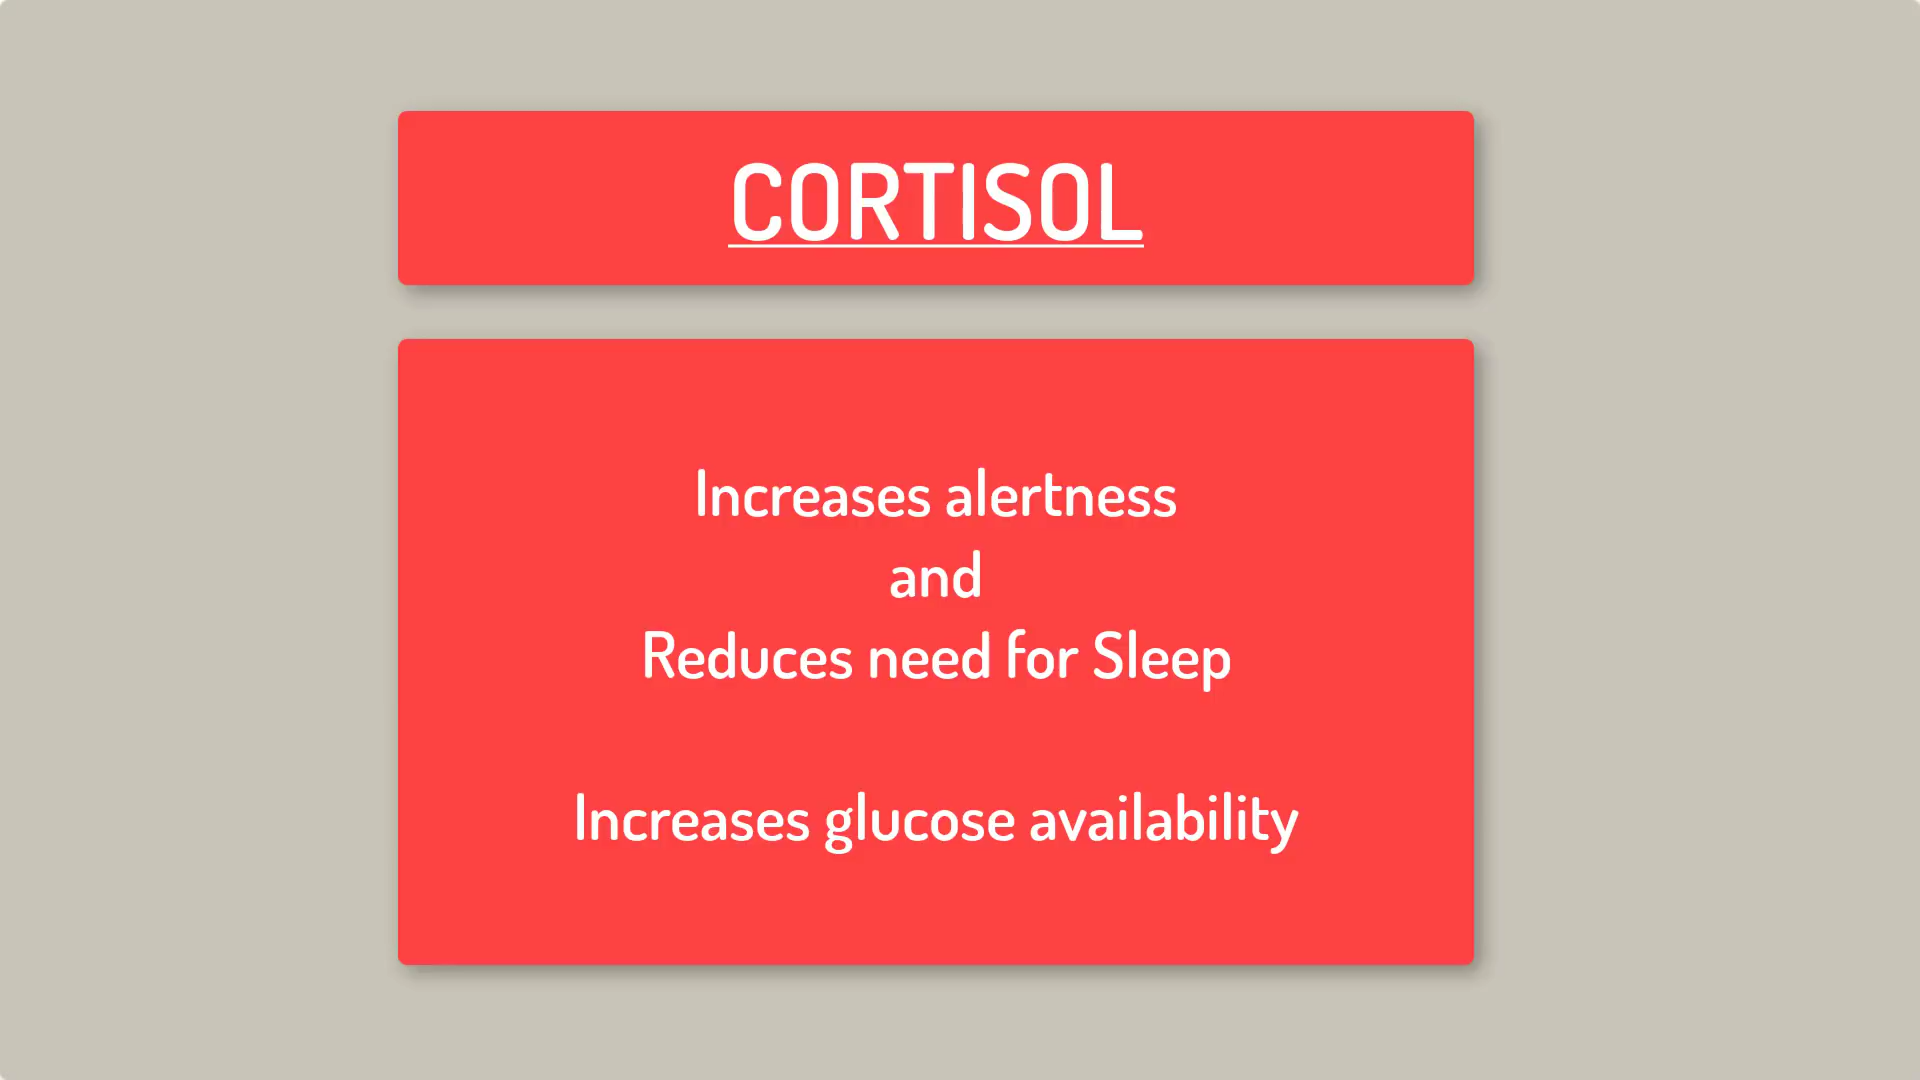 CORTISOL
Increases alertness
and
Reduces need for Sleep
Increases glucose availability